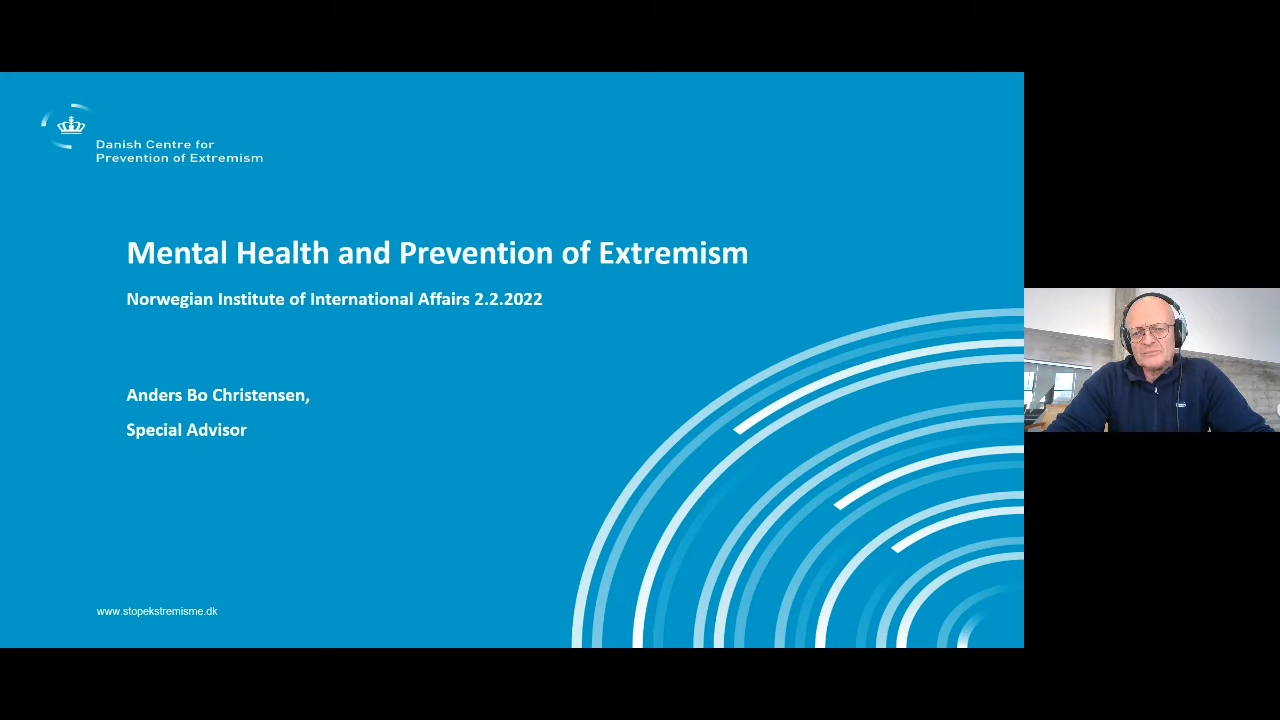 Danish Centre for
Prevention of Extremism
Mental Health and Prevention of Extremism
Norwegian Institute of International Affairs 2.2.2022
Anders Bo Christensen,
Special Advisor
www.stopekstremisme.dk